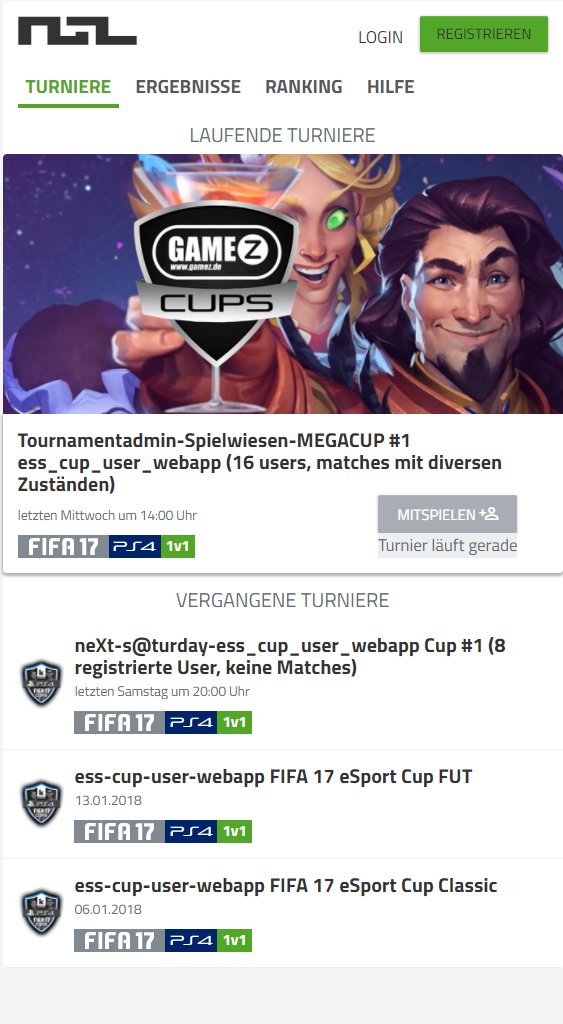 LOGIN
REGISTRIEREN
TURNIERE ERGEBNISSE RANKING HILFE
LAUFENDE TURNIERE
GAMEZ
www.gamez.de
CUPS
Tournamentadmin-Spielwiesen-MEGACUP #1
ess_cup_user_webapp (16 users, matches mit diversen
Zuständen)
letzten Mittwoch um 14:00 Uhr
MITSPIELEN
FIFA 17 PS4 1v1
Turnier läuft gerade
VERGANGENE TURNIERE
neXt-s@turday-ess_cup_user_webapp Cup #1 (8
registrierte User, keine Matches)
letzten Samstag um 20:00 Uhr
FIFA 17 PS4 1v1
ess-cup-user-webapp FIFA 17 eSport Cup FUT
13.01.2018
FIFA 17 PS4 1v1
ess-cup-user-webapp FIFA 17 eSport Cup Classic
06.01.2018
FIFA 17 PS4 1v1